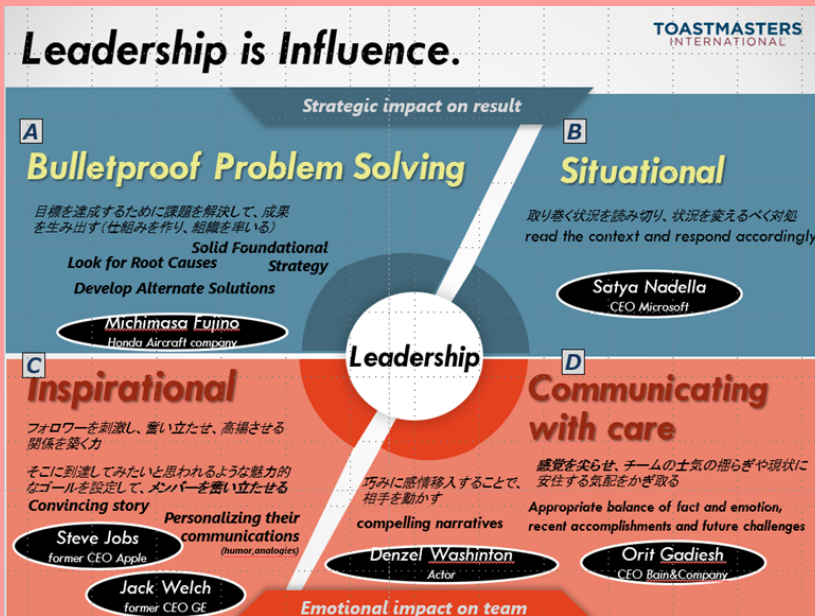 Leadership is Influence.
TOASTMASTERS
INTERNATIONAL
Strategic impact on result
A
Bulletproof Problem Solving
目標を達成するために課題を解決して、成果
を生み出す(仕組みを作り、組織を率いる)
Solid Foundational
Strategy
Look for Root Causes
Develop Alternate Solutions
Michimasa Fujino
Honda Aircraft company
B
Situational
取り巻く状況を読み切り、状況を変えるべく対処
read the context and respond accordingly
Satya Nadella
CEO Microsoft
Leadership
C
Inspirational
フォロワーを刺激し、奮い立たせ、高揚させる
関係を築く力
そこに到達してみたいと思われるような魅力的
なゴールを設定して、メンバーを奮い立たせる
Convincing story
Personalizing their
communications
(humor,analogies)
Steve Jobs
former CEO Apple
Jack Welch
former CEO GE
D
Communicating
with care
感覚を尖らせ、チームの士気の揺らぎや現状に
安住する気配をかぎ取る
巧みに感情移入することで、
相手を動かす
compelling narratives
Appropriate balance of fact and emotion,
recent accomplishments and future challenges
Denzel Washinton
Actor
Orit Gadiesh
CEO Bain&Company
Emotional impact on team